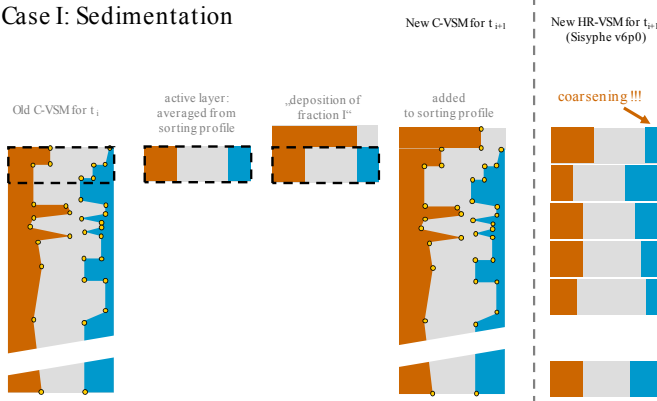 Case I: Sedimentation
New C-VSM for t i+1
New HR-VSM for t i+1
(Sisyphe v6p0)
Old C-VSM for t i
active layer:
averaged from
sorting profile
„deposition of
fraction I“
added
to sorting profile
coarsening !!!